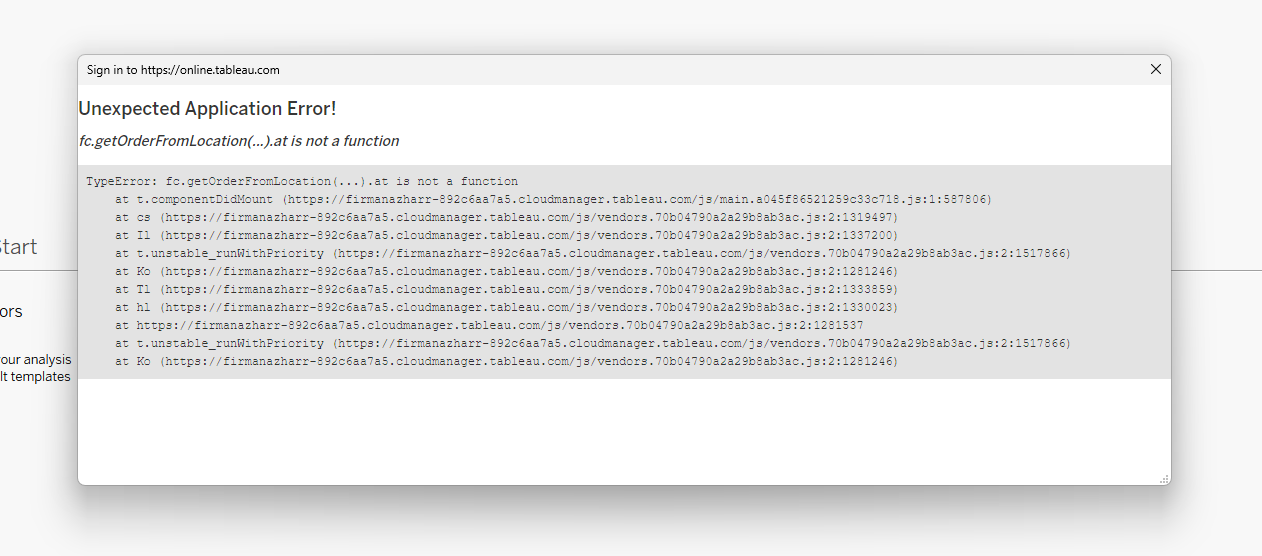 Sign in to https://online.tableau.com
Unexpected Application Error!
fc.getOrderFromLocation(...).at is not a function
TypeError: fc.getOrderFromLocation(...).at is not a function
at t.componentDidMount (https://firmanazharr-892c6aa7a5.cloudmanager.tableau.com/js/main.a045f86521259c33c718.js:1:587806)
at cs (https://firmanazharr-892c6aa7a5.cloudmanager.tableau.com/js/vendors.70b04790a2a29b8ab3ac.js:2:1319497)
at Il (https://firmanazharr-892c6aa7a5.cloudmanager.tableau.com/js/vendors.70b04790a2a29b8ab3ac.js:2:1337200)
at t.unstable_runWithPriority (https://firmanazharr-892c6aa7a5.cloudmanager.tableau.com/js/vendors.70b04790a2a29b8ab3ac.js:2:1517866)
at Ko (https://firmanazharr-892c6aa7a5.cloudmanager.tableau.com/js/vendors.70b04790a2a29b8ab3ac.js:2:1281246)
at Tl (https://firmanazharr-892c6aa7a5.cloudmanager.tableau.com/js/vendors.70b04790a2a29b8ab3ac.js:2:1333859)
at hl (https://firmanazharr-892c6aa7a5.cloudmanager.tableau.com/js/vendors.70b04790a2a29b8ab3ac.js:2:1330023)
at https://firmanazharr-892c6aa7a5.cloudmanager.tableau.com/js/vendors.70b04790a2a29b8ab3ac.js:2:1281537
at t.unstable_runWithPriority (https://firmanazharr-892c6aa7a5.cloudmanager.tableau.com/js/vendors.70b04790a2a29b8ab3ac.js:2:1517866)
at Ko (https://firmanazharr-892c6aa7a5.cloudmanager.tableau.com/js/vendors.70b04790a2a29b8ab3ac.js:2:1281246)
Start
ors
our analysis
lt templates